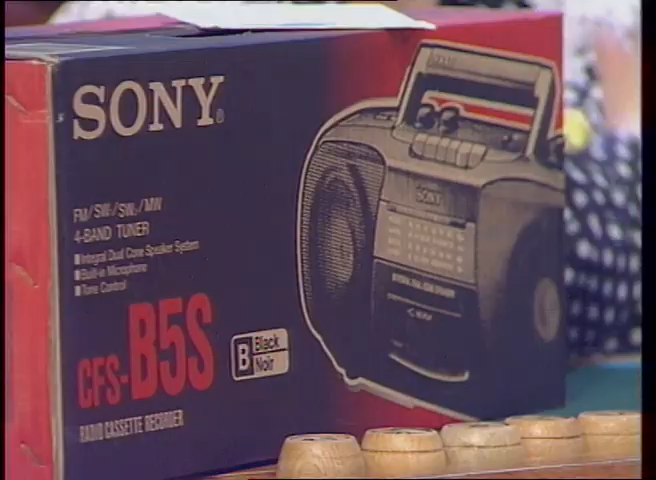 SONY®
FM/SW1/SW2/MW
4-BAND TUNER
■Integral Dual Cone Speaker System
■Built-in Microphone
■Tone Control
CFS-B5S
B Black
Noir
RADIO CASSETTE RECORDER
SONY